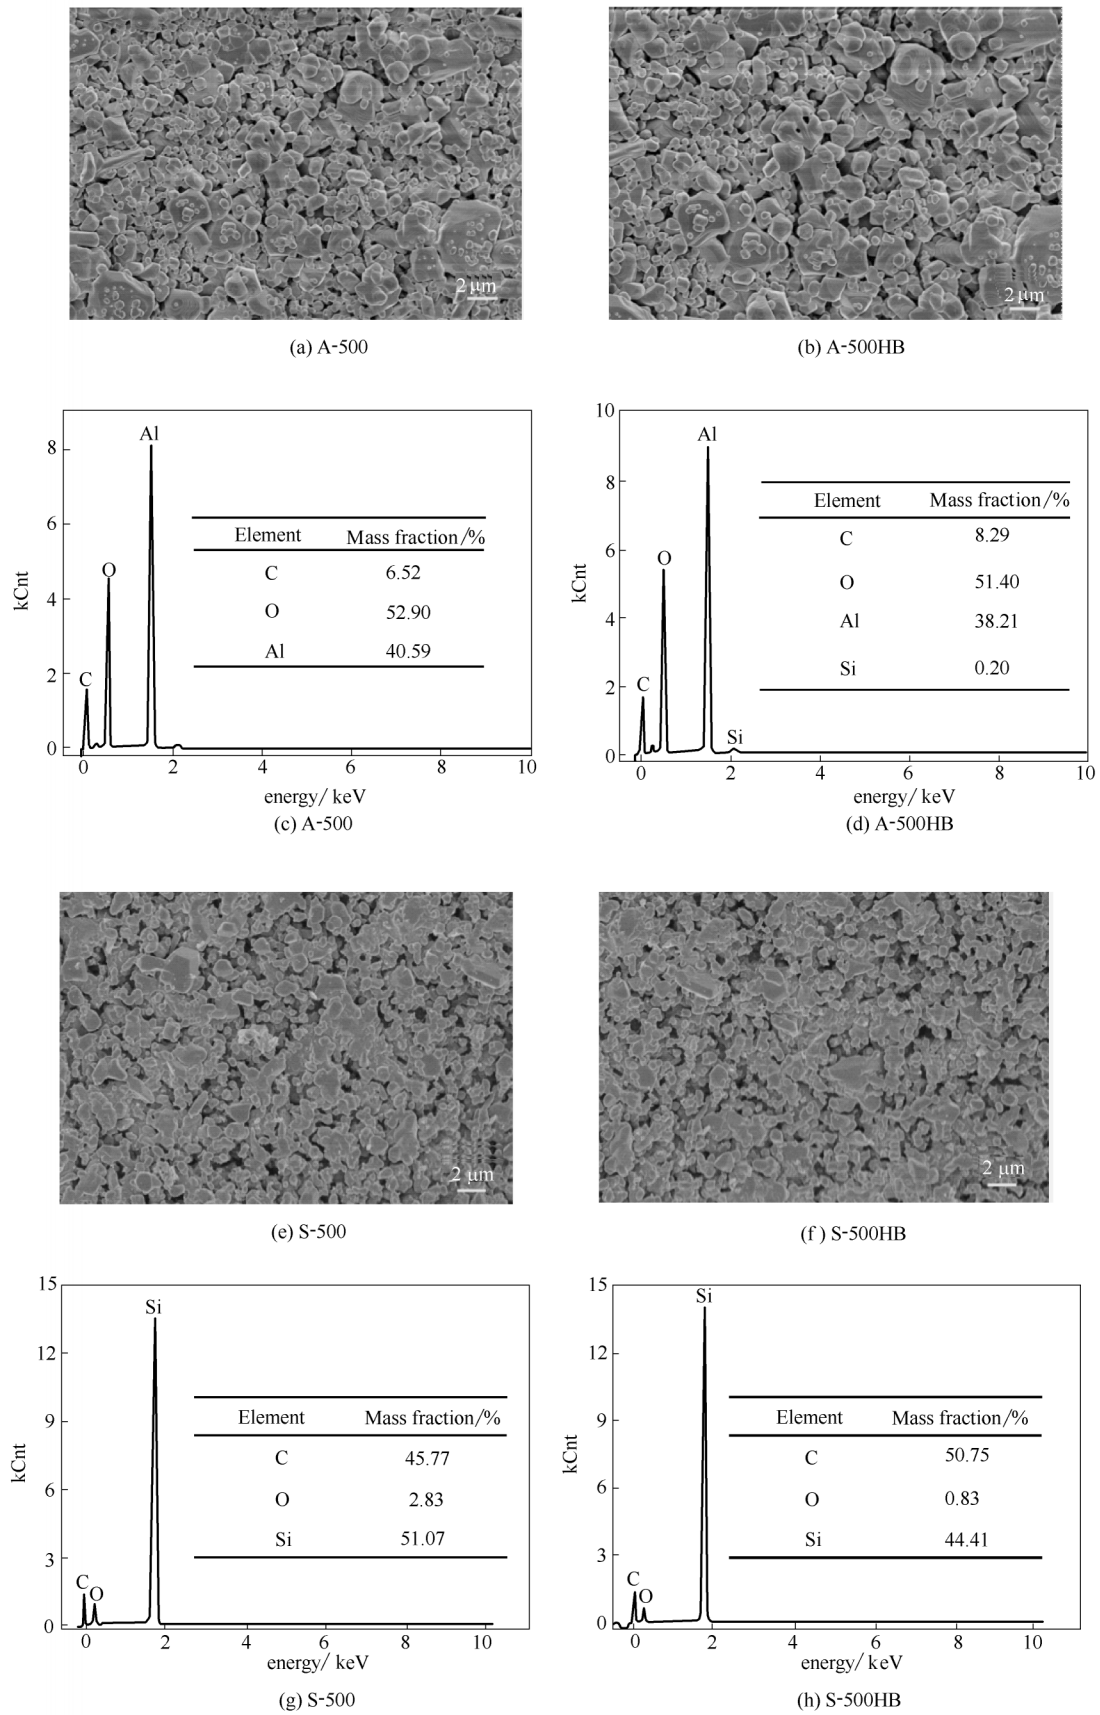 2 μm
2 μm
(a) A-500
(b) A-500HB
8
6
4
2
0
kCnt
C
O
Al
Element Mass fraction/%
C 6.52
O 52.90
Al 40.59
0 2 4 6 8 10
energy/ keV
(c) A-500
10
8
6
4
2
0
kCnt
C
O
Al
Si
Element Mass fraction/%
C 8.29
O 51.40
Al 38.21
Si 0.20
0 2 4 6 8 10
energy/ keV
(d) A-500HB
2 μm
2 μm
(e) S-500
(f ) S-500HB
15
12
9
6
3
0
kCnt
C
O
Si
Element Mass fraction/%
C 45.77
O 2.83
Si 51.07
0 2 4 6 8 10
energy/ keV
(g) S-500
15
12
9
6
3
0
kCnt
C
O
Si
Element Mass fraction/%
C 50.75
O 0.83
Si 44.41
0 2 4 6 8 10
energy/ keV
(h) S-500HB